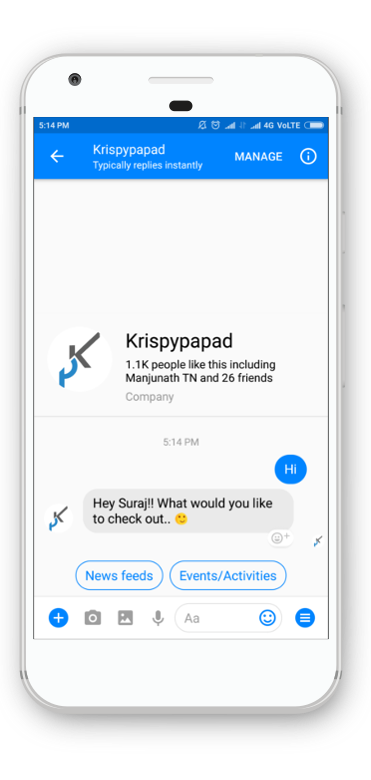 5:14 PM 4G VoLTE
Krispypapad
Typically replies instantly
MANAGE
Krispypapad
1.1K people like this including
Manjunath TN and 26 friends
Company
5:14 PM
Hi
Hey Suraj!! What would you like
to check out.. 😊
News feeds Events/Activities
Aa